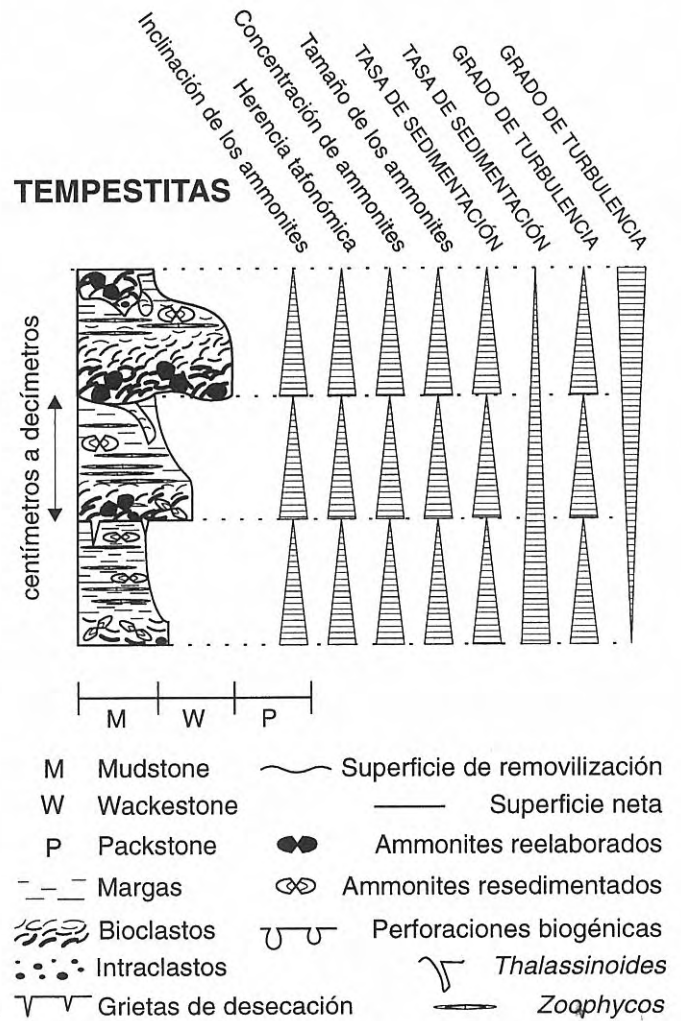 Inclinación de los ammonites
Herencia tafonómica
Concentración de ammonites
Tamaño de los ammonites
TASA DE SEDIMENTACIÓN
TASA DE SEDIMENTACIÓN
GRADO DE TURBULENCIA
GRADO DE TURBULENCIA
TEMPESTITAS
centímetros a decímetros
M W P
M Mudstone Superficie de removilización
W Wackestone Superficie neta
P Packstone Ammonites reelaborados
Margas Ammonites resedimentados
Bioclastos Perforaciones biogénicas
Intraclastos Thalassinoides
Grietas de desecación Zoophycos